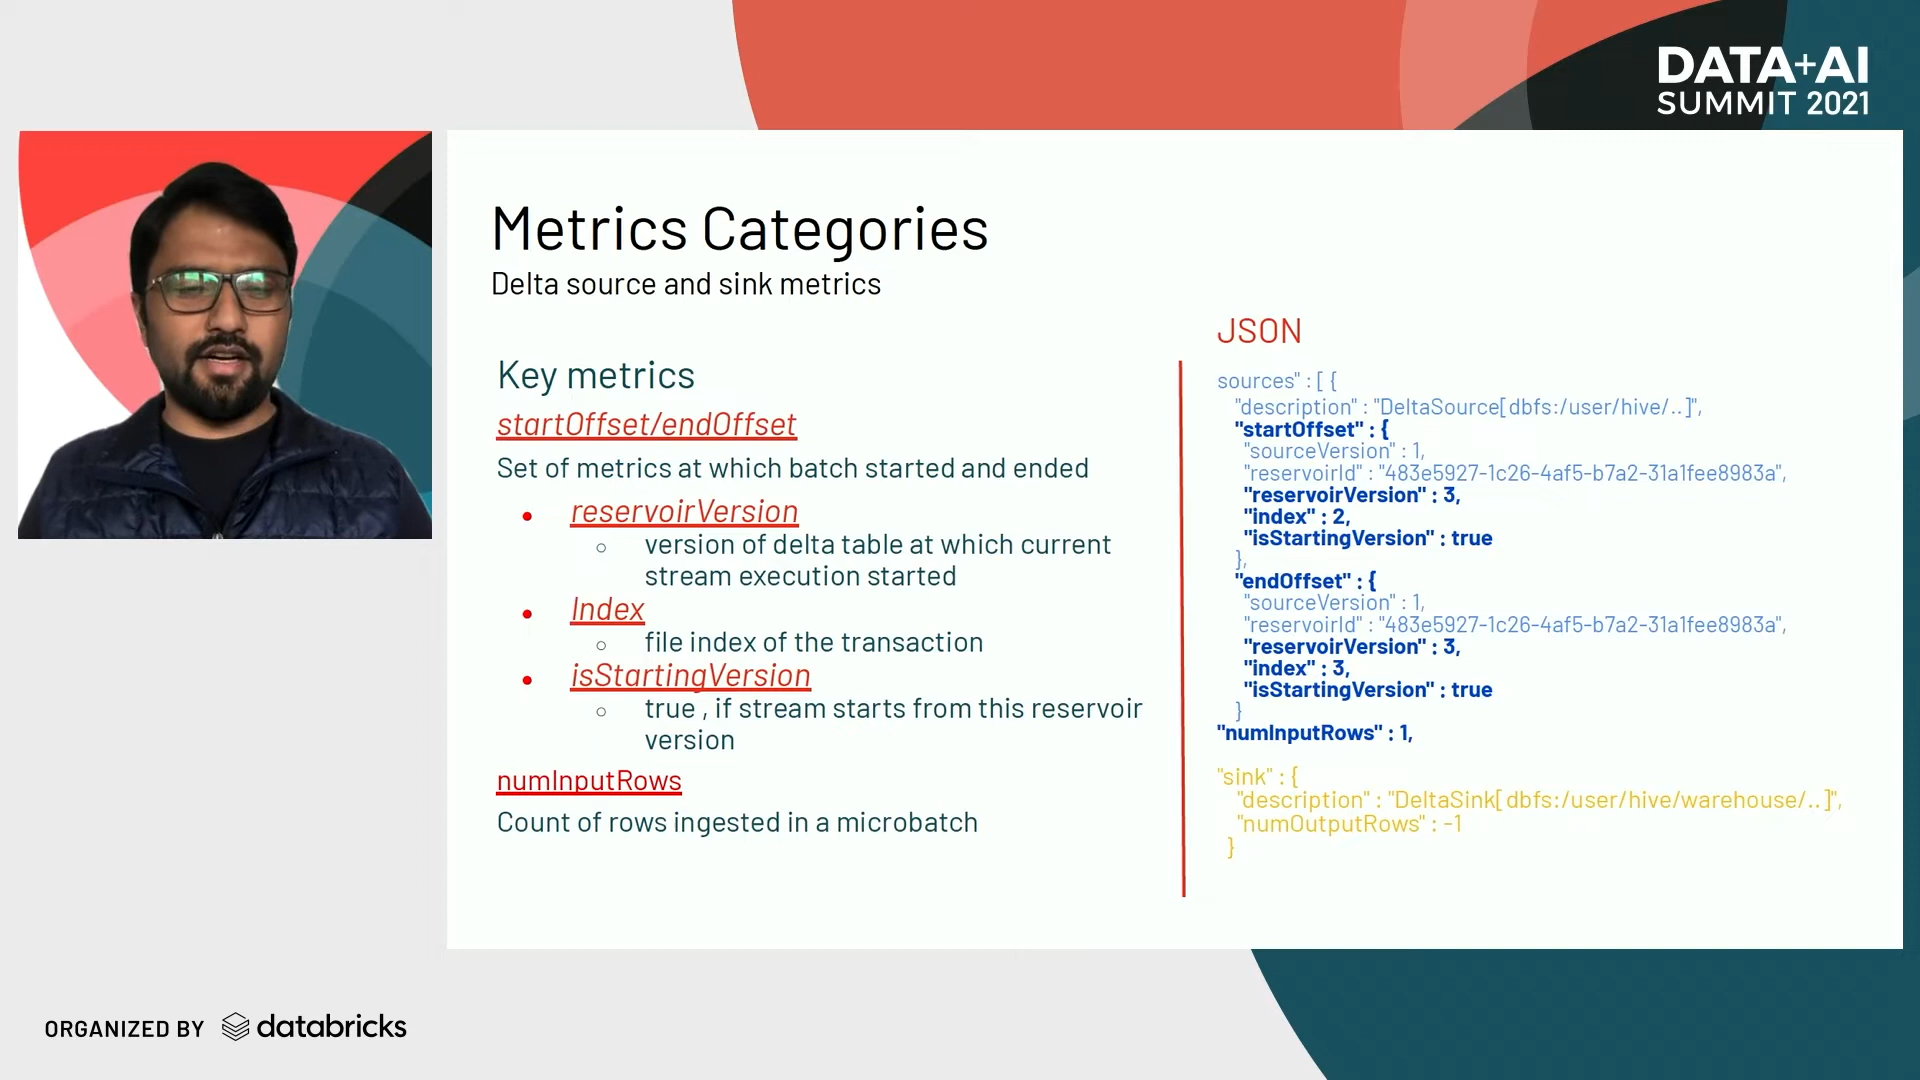 DATA+AI
SUMMIT 2021
Metrics Categories
Delta source and sink metrics
Key metrics
startOffset/endOffset
Set of metrics at which batch started and ended
• reservoirVersion
○ version of delta table at which current
stream execution started
• Index
○ file index of the transaction
• isStartingVersion
○ true , if stream starts from this reservoir
version
numInputRows
Count of rows ingested in a microbatch
JSON
sources" : [ {
"description" : "DeltaSource[dbfs:/user/hive/..]",
"startOffset" : {
"sourceVersion" : 1,
"reservoirId" : "483e5927-1c26-4af5-b7a2-31a1fee8983a",
"reservoirVersion" : 3,
"index" : 2,
"isStartingVersion" : true
},
"endOffset" : {
"sourceVersion" : 1,
"reservoirId" : "483e5927-1c26-4af5-b7a2-31a1fee8983a",
"reservoirVersion" : 3,
"index" : 3,
"isStartingVersion" : true
}
"numInputRows" : 1,
"sink" : {
"description" : "DeltaSink[dbfs:/user/hive/warehouse/..]",
"numOutputRows" : -1
}
ORGANIZED BY databricks